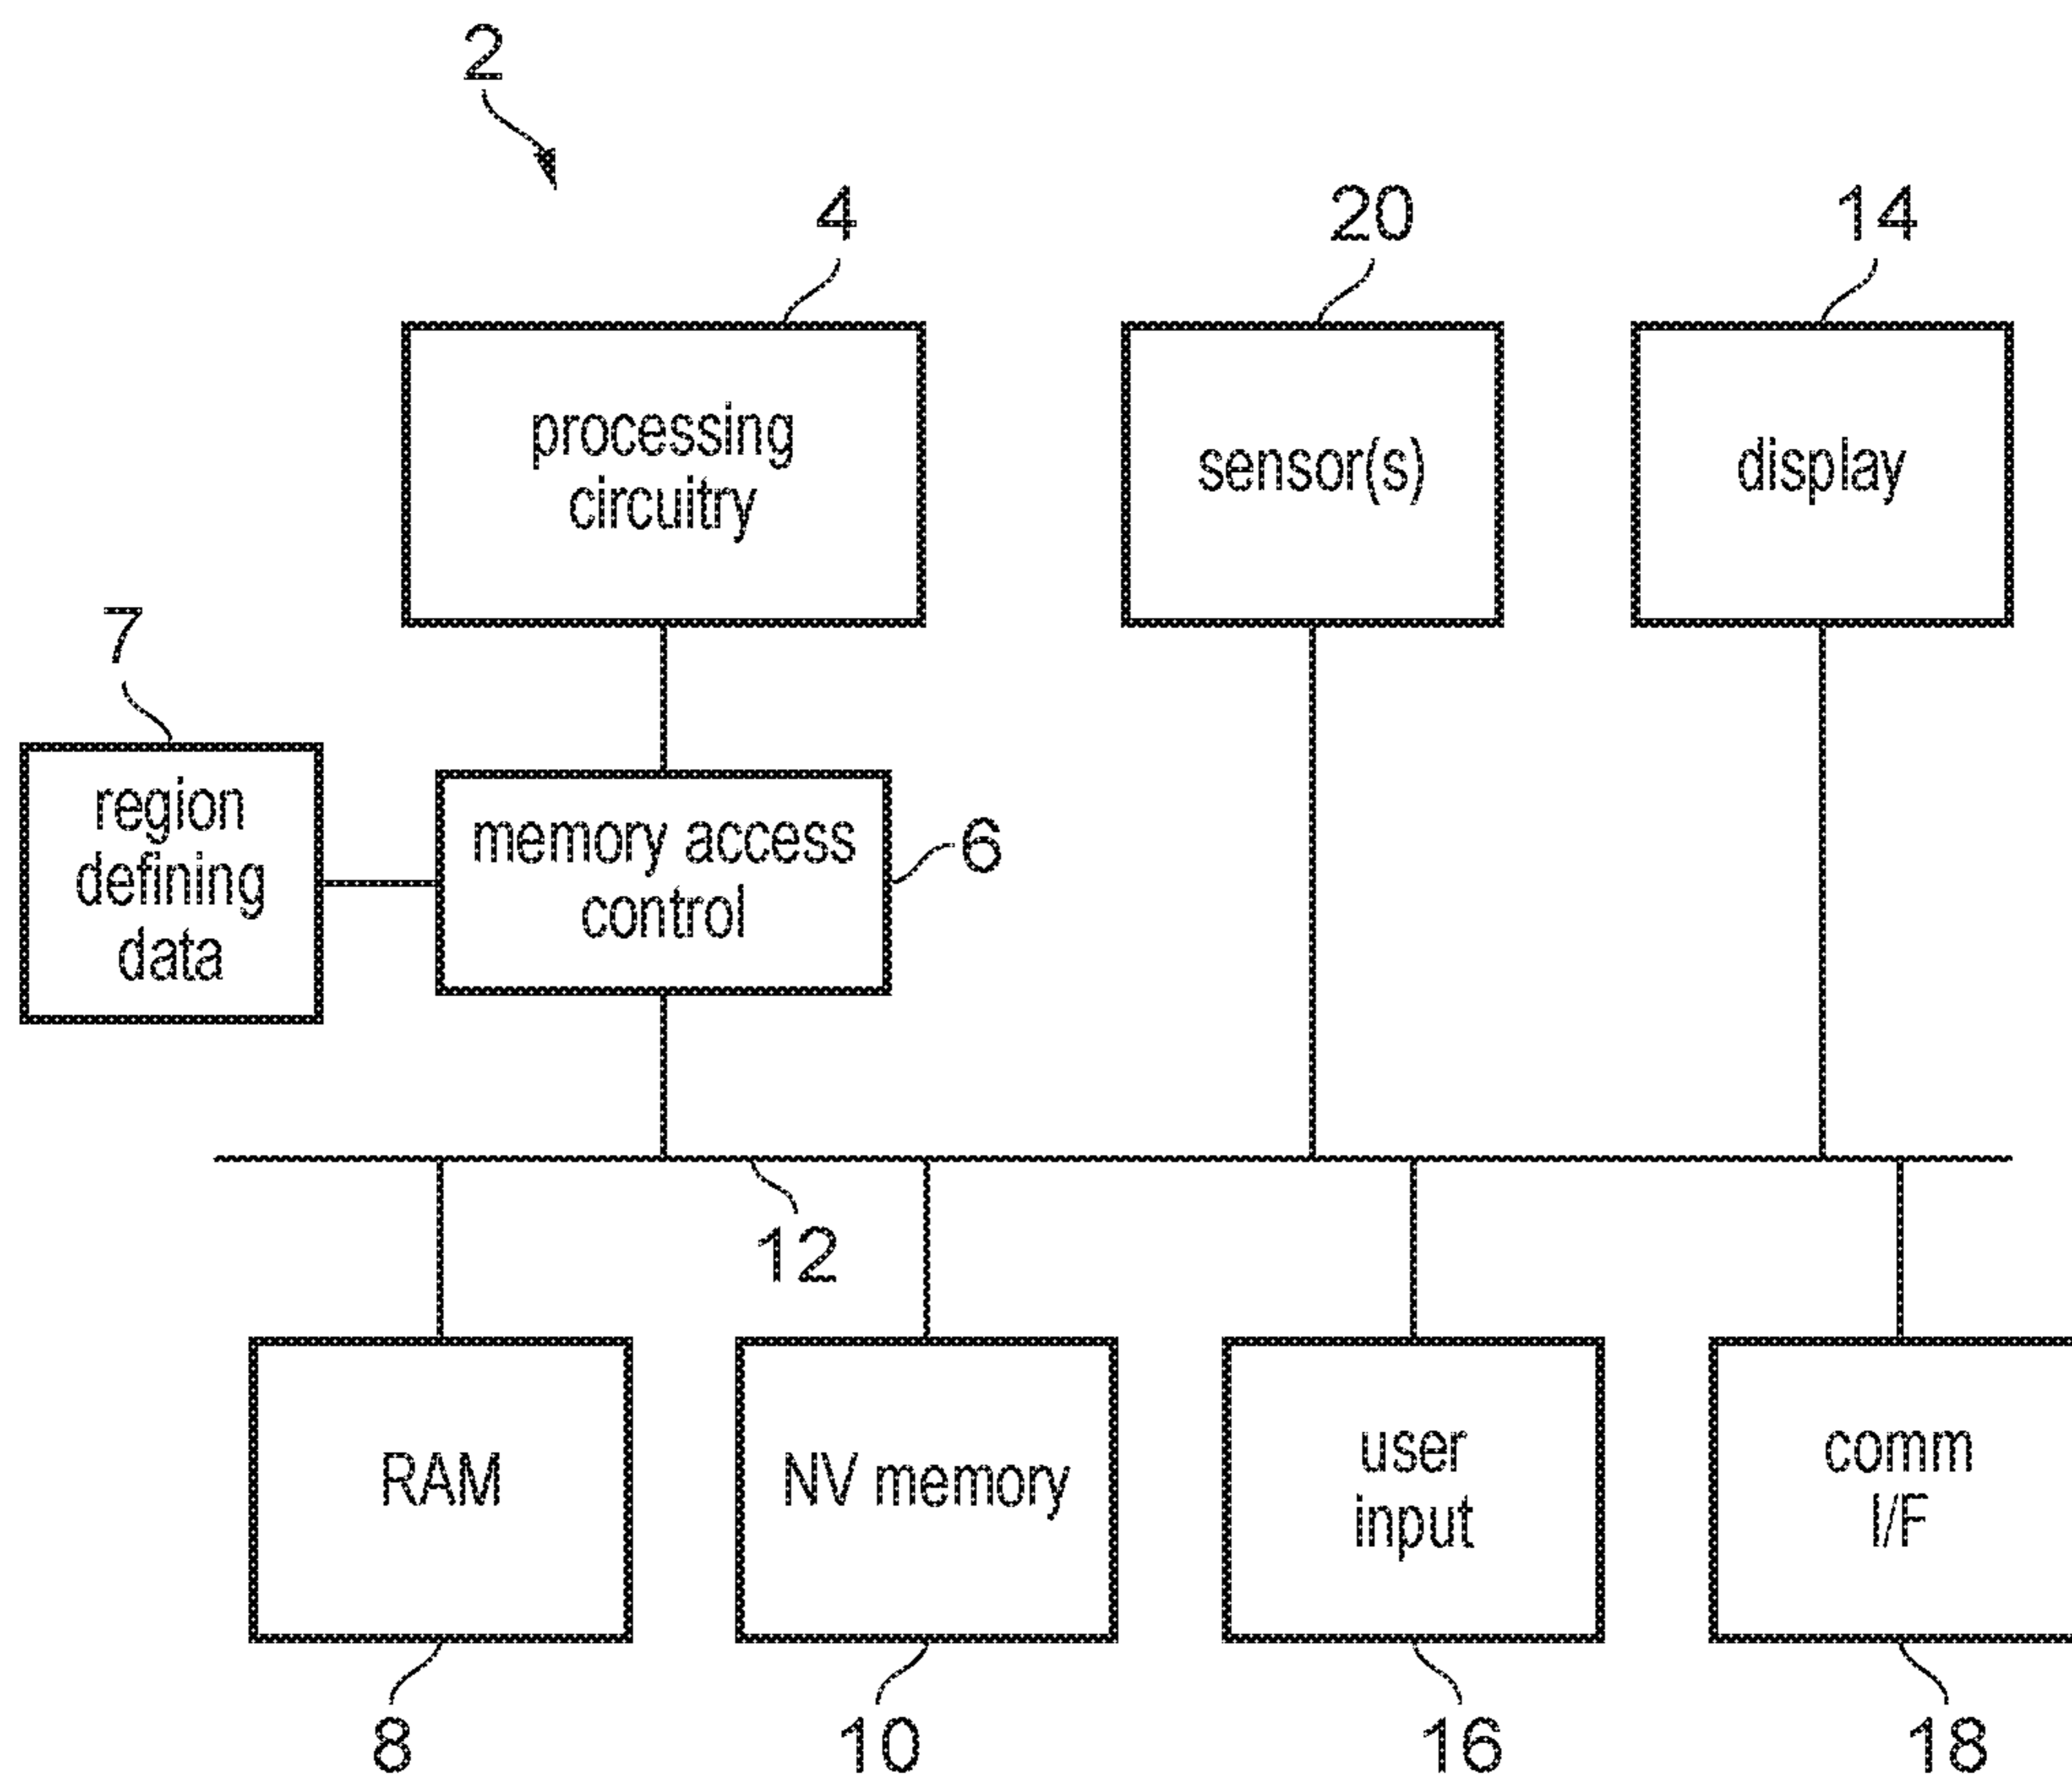 2
4
20
14
processing
circuitry
sensor(s)
display
7
region
defining
data
memory access
control
6
12
RAM
NV memory
user
input
comm
I/F
8
10
16
18